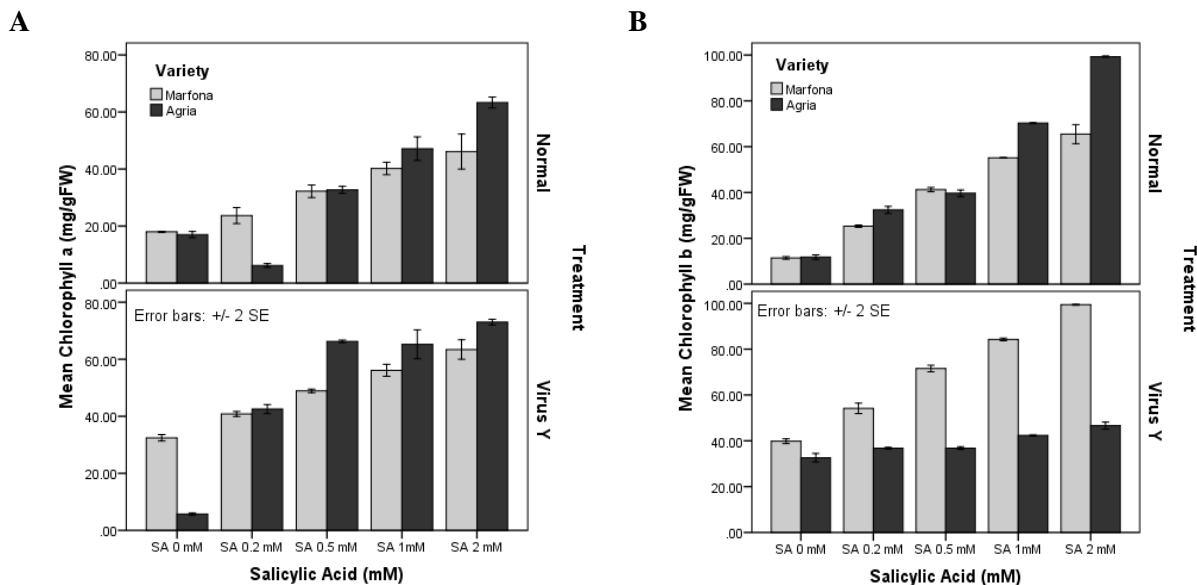 A
Mean Chlorophyll a (mg/gFW)
80.00
60.00
40.00
20.00
.00
Variety
Marfona
Agria
Normal
80.00
60.00
40.00
20.00
.00
Error bars: +/- 2 SE
Virus Y
Treatment
SA 0 mM SA 0.2 mM SA 0.5 mM SA 1mM SA 2 mM
Salicylic Acid (mM)
B
Mean Chlorophyll b (mg/gFW)
100.00
80.00
60.00
40.00
20.00
.00
Variety
Marfona
Agria
Normal
100.00
80.00
60.00
40.00
20.00
.00
Error bars: +/- 2 SE
Virus Y
Treatment
SA 0 mM SA 0.2 mM SA 0.5 mM SA 1mM SA 2 mM
Salicylic Acid (mM)